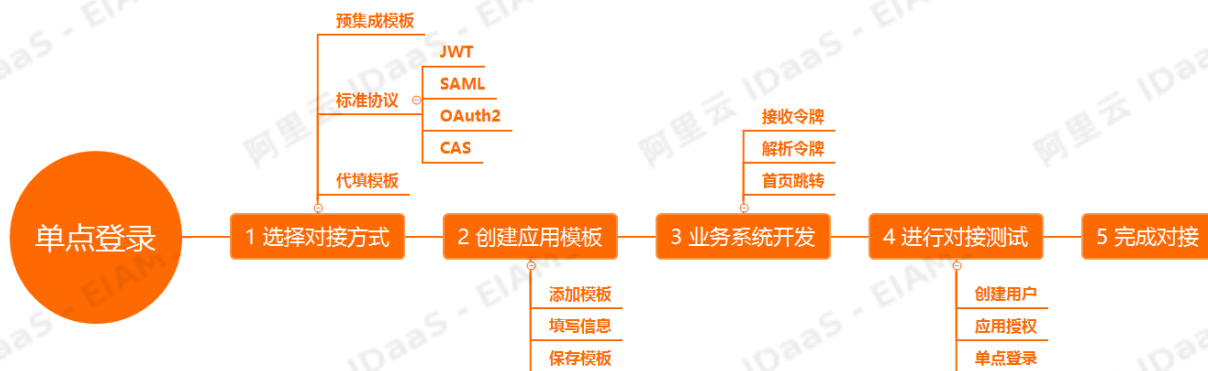 预集成模板
JWT
SAML
标准协议
OAuth2
CAS
代填模板
接收令牌
解析令牌
首页跳转
单点登录
1 选择对接方式
2 创建应用模板
3 业务系统开发
4 进行对接测试
5 完成对接
添加模板
填写信息
保存模板
创建用户
应用授权
单点登录
阿里云 IDaaS - EIAM